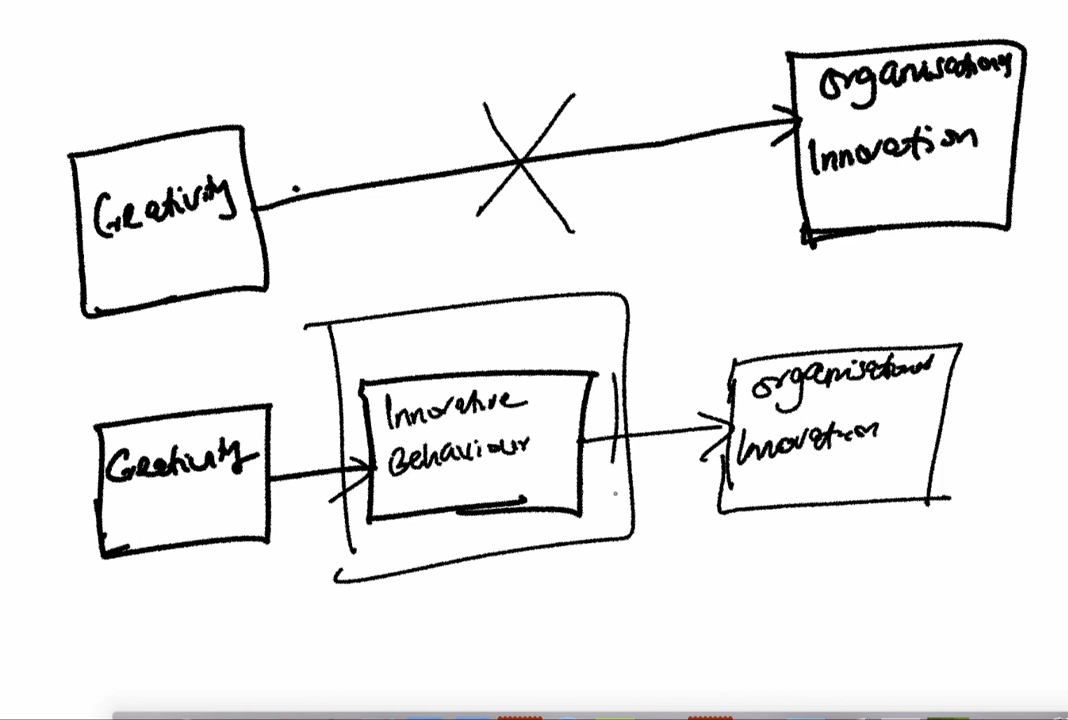 Creativity
Organisational
Innovation
Creativity
Innovative
Behaviour
Organisational
Innovation